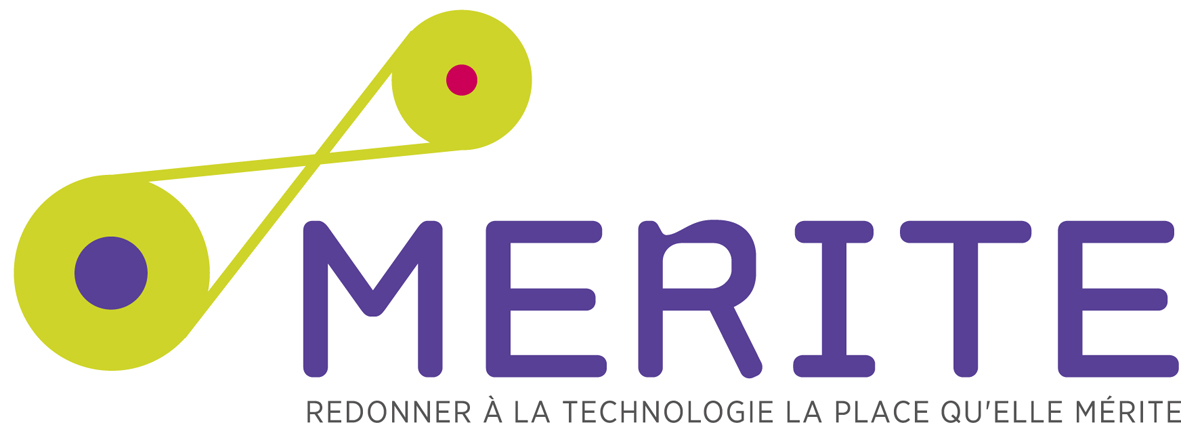 MERITE
REDONNER À LA TECHNOLOGIE LA PLACE QU'ELLE MÉRITE